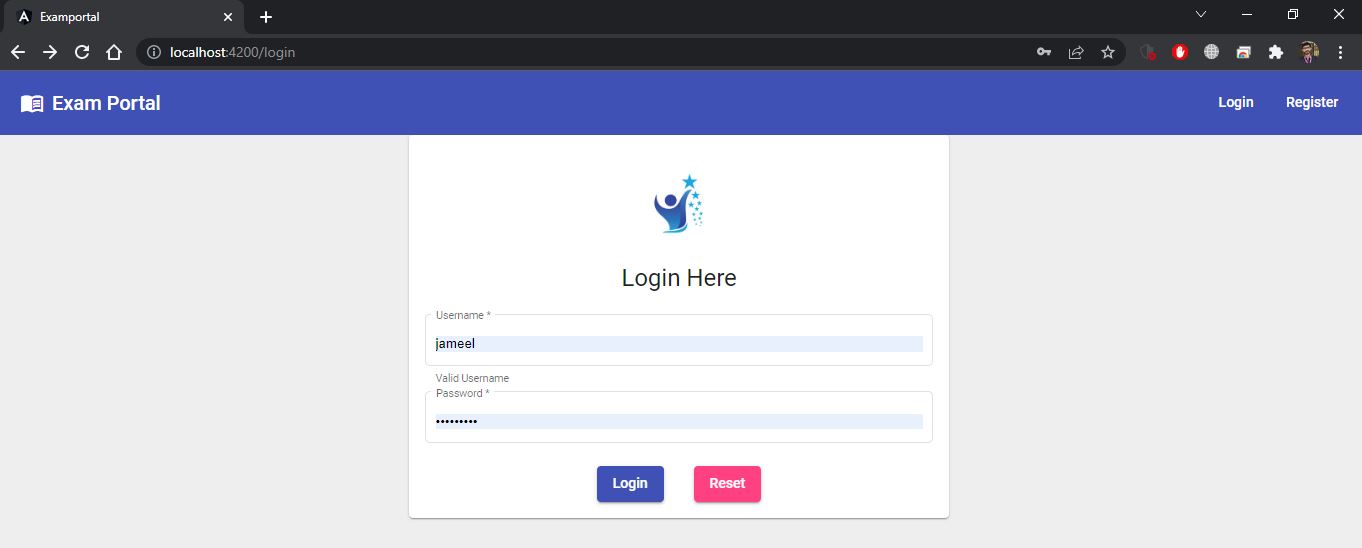 Examportal
localhost:4200/login
Exam Portal
Login
Register
Login Here
Username *
jameel
Valid Username
Password *
•••••••••
Login
Reset